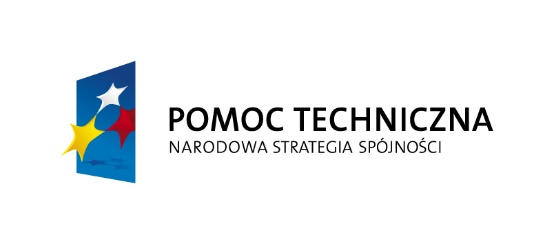 POMOC TECHNICZNA
NARODOWA STRATEGIA SPÓJNOŚCI